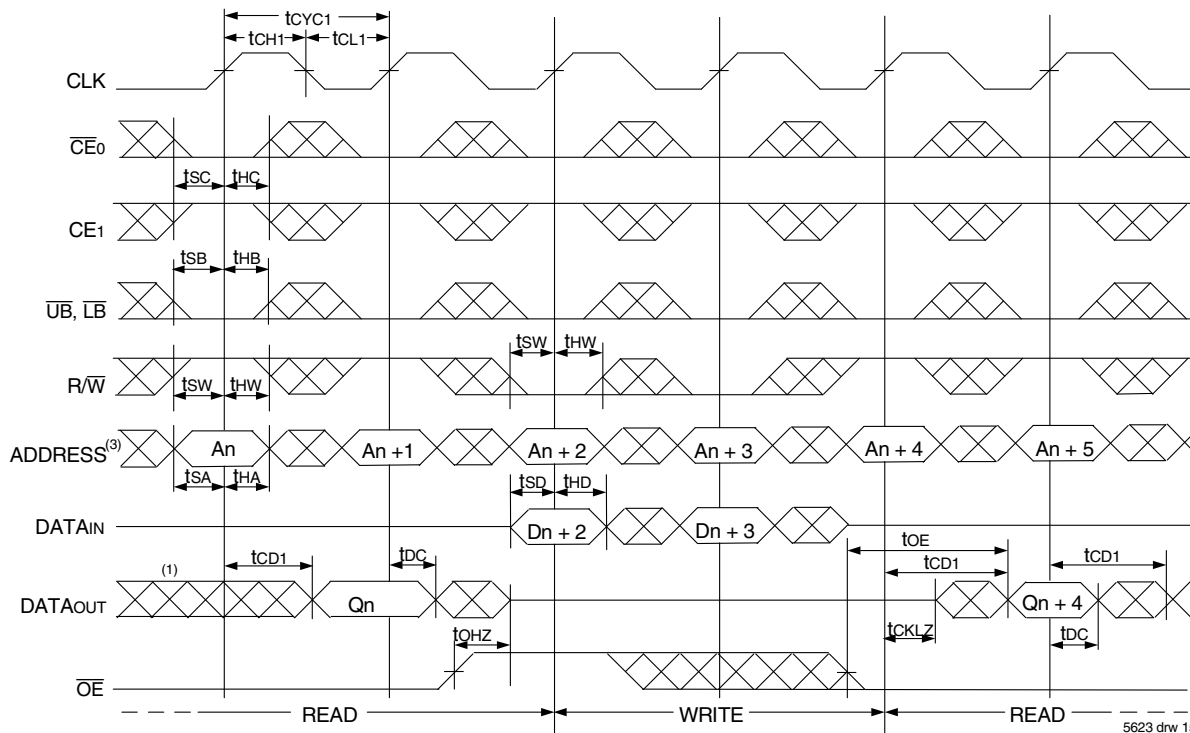 tCYC1
tCH1 tCL1
CLK
CE0
tSC tHC
CE1
tSB tHB
UB, LB
tSW tHW
R/W
tSW tHW
ADDRESS(3) An An +1 An + 2 An + 3 An + 4 An + 5
tSA tHA
tSD tHD
DATAIN Dn + 2 Dn + 3
tOE
(1) tCD1 tDC tCD1 tCD1
DATAOUT Qn Qn + 4
tOHZ tCKLZ tDC
OE
READ WRITE READ
5623 drw